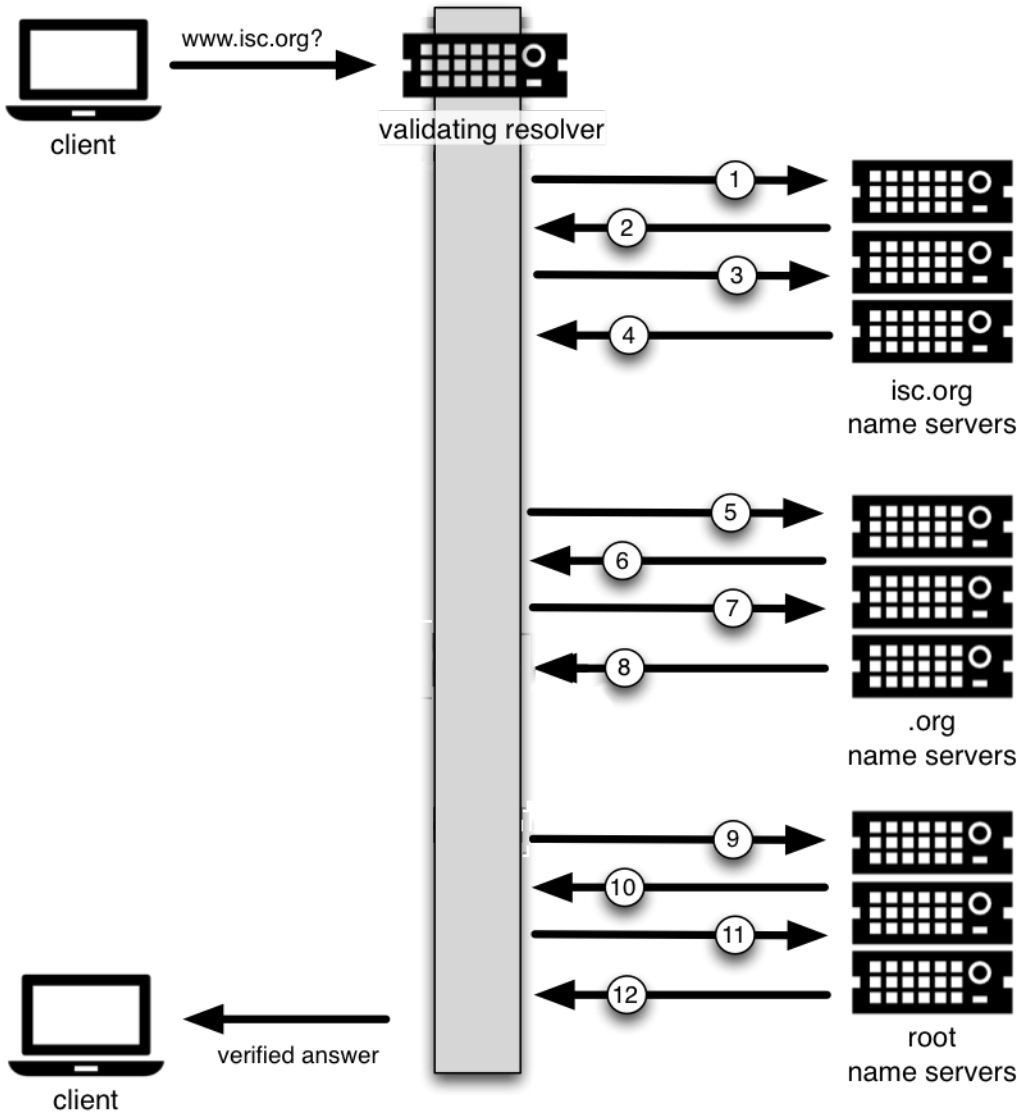 www.isc.org?
client
validating resolver
1
2
3
4
isc.org
name servers
5
6
7
8
.org
name servers
9
10
11
12
root
name servers
verified answer
client